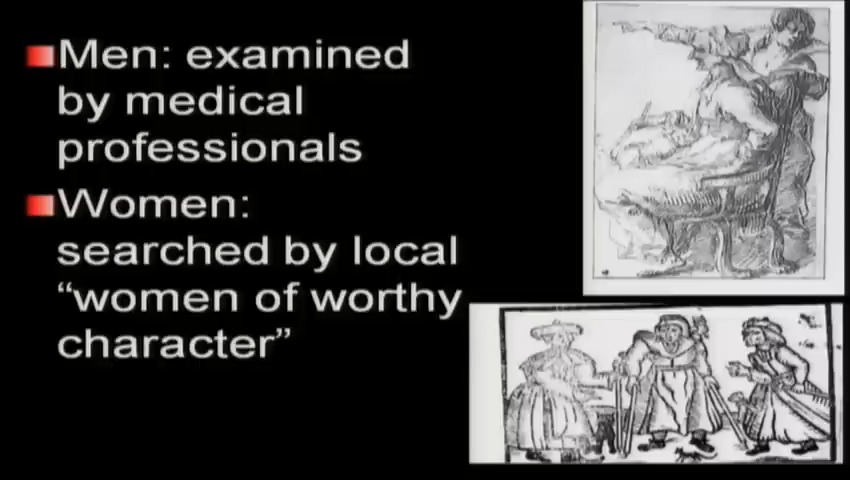 Men: examined
by medical
professionals
Women:
searched by local
“women of worthy
character”